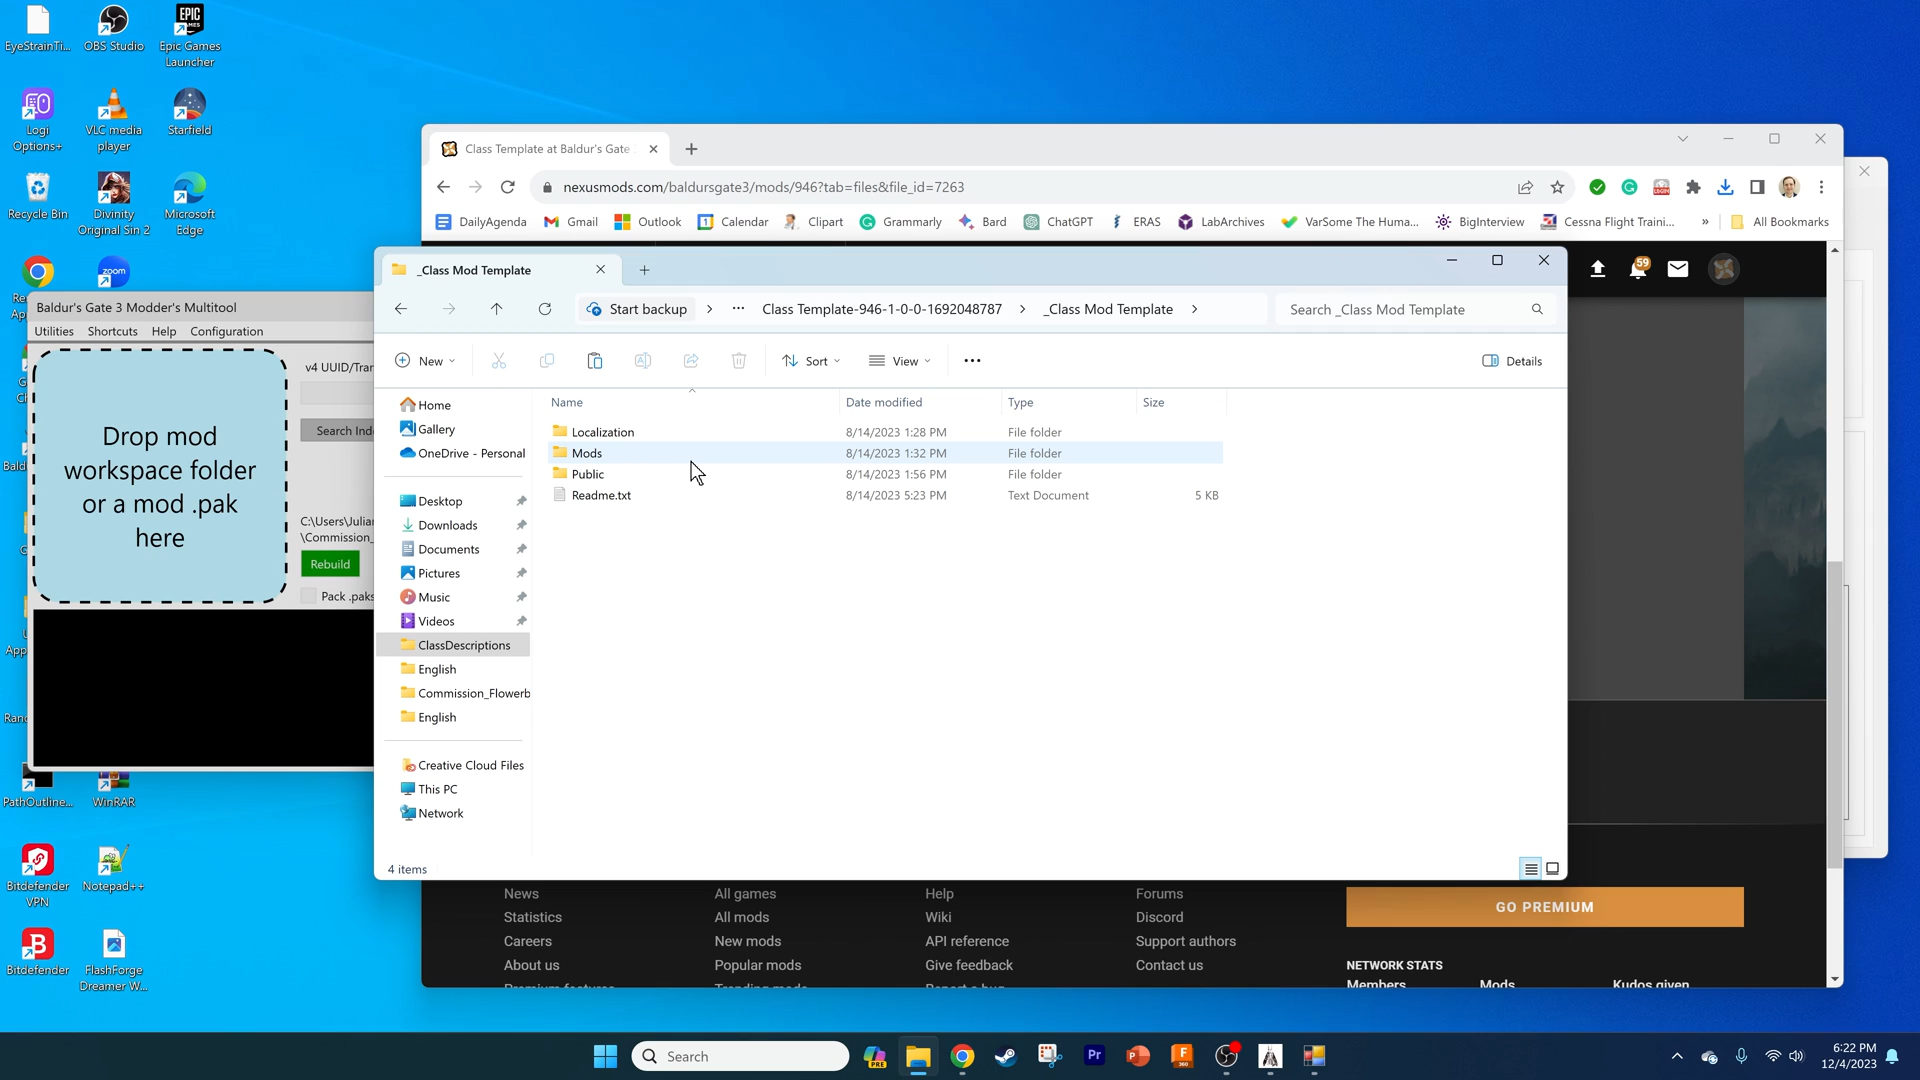 EyeStrainTi...
OBS Studio
Epic Games
Launcher
Logi
Options+
VLC media
player
Starfield
Recycle Bin
Divinity
Original Sin 2
Microsoft
Edge
zoom
Baldur's Gate 3 Modder's Multitool
Utilities Shortcuts Help Configuration
Drop mod
workspace folder
or a mod .pak
here
v4 UUID/Tran
Search Ind
C:\Users\Julian
\Commission_
Rebuild
Pack .paks
PathOutline...
WinRAR
Bitdefender
VPN
Notepad++
Bitdefender
FlashForge
Dreamer W...
Class Template at Baldur's Gate
nexusmods.com/baldursgate3/mods/946?tab=files&file_id=7263
DailyAgenda Gmail Outlook Calendar Clipart Grammarly Bard ChatGPT ERAS LabArchives VarSome The Huma... BigInterview Cessna Flight Traini... » All Bookmarks
59
_Class Mod Template
Start backup > ... Class Template-946-1-0-0-1692048787 > _Class Mod Template >
Search _Class Mod Template
New Sort View ... Details
Home
Gallery
OneDrive - Personal
Desktop
Downloads
Documents
Pictures
Music
Videos
ClassDescriptions
English
Commission_Flowerb
English
Creative Cloud Files
This PC
Network
Name Date modified Type Size
Localization 8/14/2023 1:28 PM File folder
Mods 8/14/2023 1:32 PM File folder
Public 8/14/2023 1:56 PM File folder
Readme.txt 8/14/2023 5:23 PM Text Document 5 KB
4 items
News All games Help Forums
Statistics All mods Wiki Discord
Careers New mods API reference Support authors
About us Popular mods Give feedback Contact us
Premium features Trending mods Report a bug
GO PREMIUM
NETWORK STATS
Members Mods Kudos given
Search
6:22 PM
12/4/2023